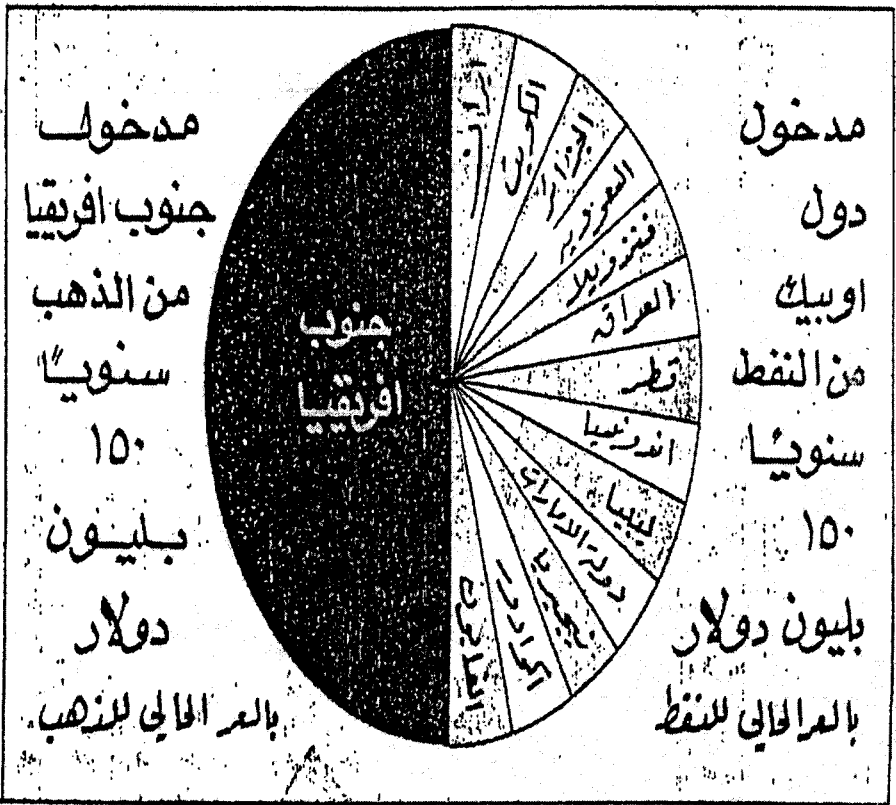 مدخول
دول
اوبيك
من النفط
سنويًا
١٥٠
بليون دولار
بالسعر الحالي للنفط
ايران
الكويت
الجزائر
السعودية
فنزويلا
العراق
قطر
اندونسيا
ليبيا
دولة الامارات
نيجيريا
اكوادور
الغابون
جنوب
افريقيا
مدخول
جنوب افريقيا
من الذهب
سنويًا
١٥٠
بليون
دولار
بالسعر الحالي للذهب